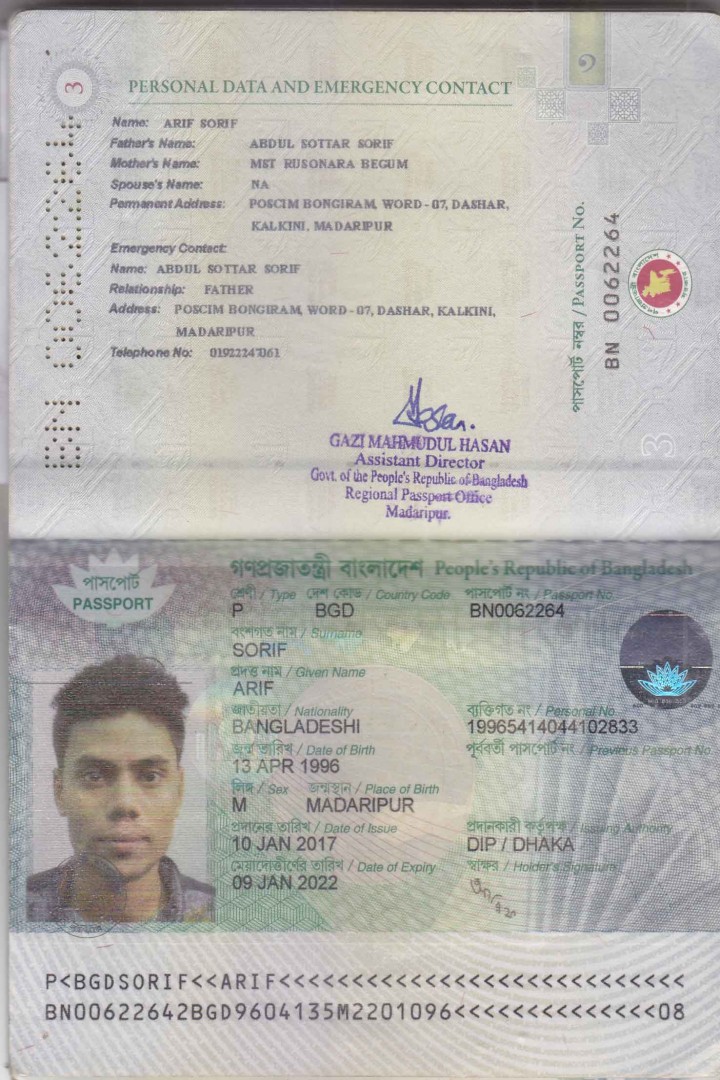 3
PERSONAL DATA AND EMERGENCY CONTACT
Name: ARIF SORIF
Father's Name: ABDUL SOTTAR SORIF
Mother's Name: MST RUSONARA BEGUM
Spouse's Name: NA
Permanent Address: POSCIM BONGIRAM, WORD - 07, DASHAR,
KALKINI, MADARIPUR
Emergency Contact:
Name: ABDUL SOTTAR SORIF
Relationship: FATHER
Address: POSCIM BONGIRAM, WORD - 07, DASHAR, KALKINI,
MADARIPUR
Telephone No: 01922247061
পাসপোর্ট নম্বর / PASSPORT No.
BN 0062264
GAZI MAHMUDUL HASAN
Assistant Director
Govt. of the People's Republic of Bangladesh
Regional Passport Office
Madaripur.
3
গণপ্রজাতন্ত্রী বাংলাদেশ People's Republic of Bangladesh
পাসপোর্ট
PASSPORT
শ্রেণী / Type দেশ কোড / Country Code পাসপোর্ট নং / Passport No.
P BGD BN0062264
বংশগত নাম / Surname
SORIF
প্রদত্ত নাম / Given Name
ARIF
জাতীয়তা / Nationality ব্যক্তিগত নং / Personal No.
BANGLADESHI 19965414044102833
জন্ম তারিখ / Date of Birth পূর্ববর্তী পাসপোর্ট নং / Previous Passport No.
13 APR 1996
লিঙ্গ / Sex জন্মস্থান / Place of Birth
M MADARIPUR
প্রদানের তারিখ / Date of Issue প্রদানকারী কর্তৃপক্ষ / Issuing Authority
10 JAN 2017 DIP / DHAKA
মেয়াদোত্তীর্ণের তারিখ / Date of Expiry স্বাক্ষর / Holder's Signature
09 JAN 2022
P<BGDSORIF<<ARIF<<<<<<<<<<<<<<<<<<<<<<<<<<<<
BN00622642BGD9604135M2201096<<<<<<<<<<<<<<08